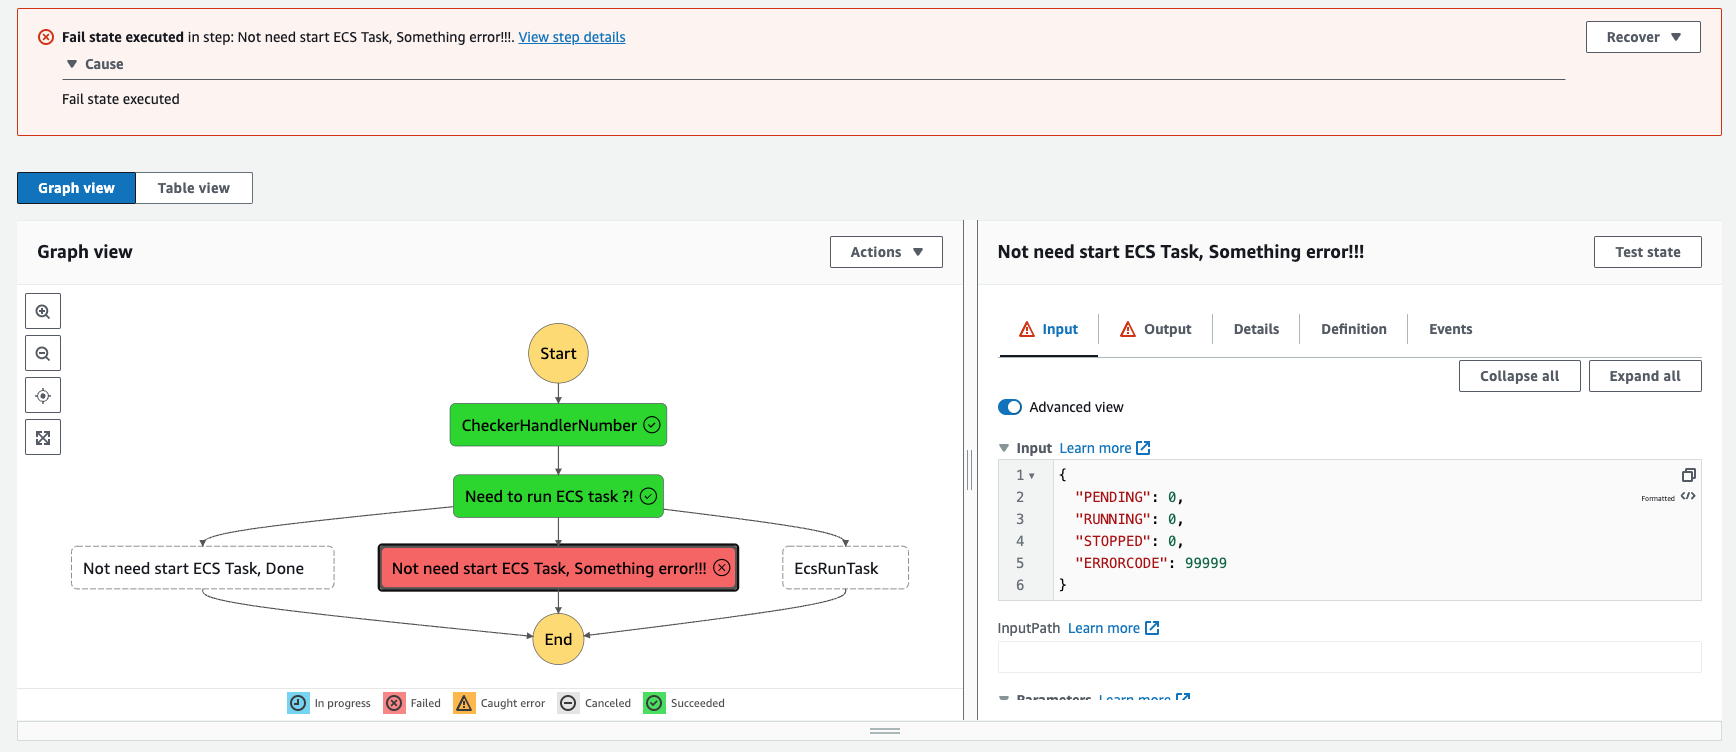 Fail state executed in step: Not need start ECS Task, Something error!!!. View step details
Recover
Cause
Fail state executed
Graph view
Table view
Graph view
Actions
Start
CheckerHandlerNumber
Need to run ECS task ?!
Not need start ECS Task, Done
Not need start ECS Task, Something error!!!
EcsRunTask
End
In progress
Failed
Caught error
Canceled
Succeeded
Not need start ECS Task, Something error!!!
Test state
Input
Output
Details
Definition
Events
Collapse all
Expand all
Advanced view
Input Learn more
Formatted </>
1 {
2 "PENDING": 0,
3 "RUNNING": 0,
4 "STOPPED": 0,
5 "ERRORCODE": 99999
6 }
InputPath Learn more
Parameters Learn more